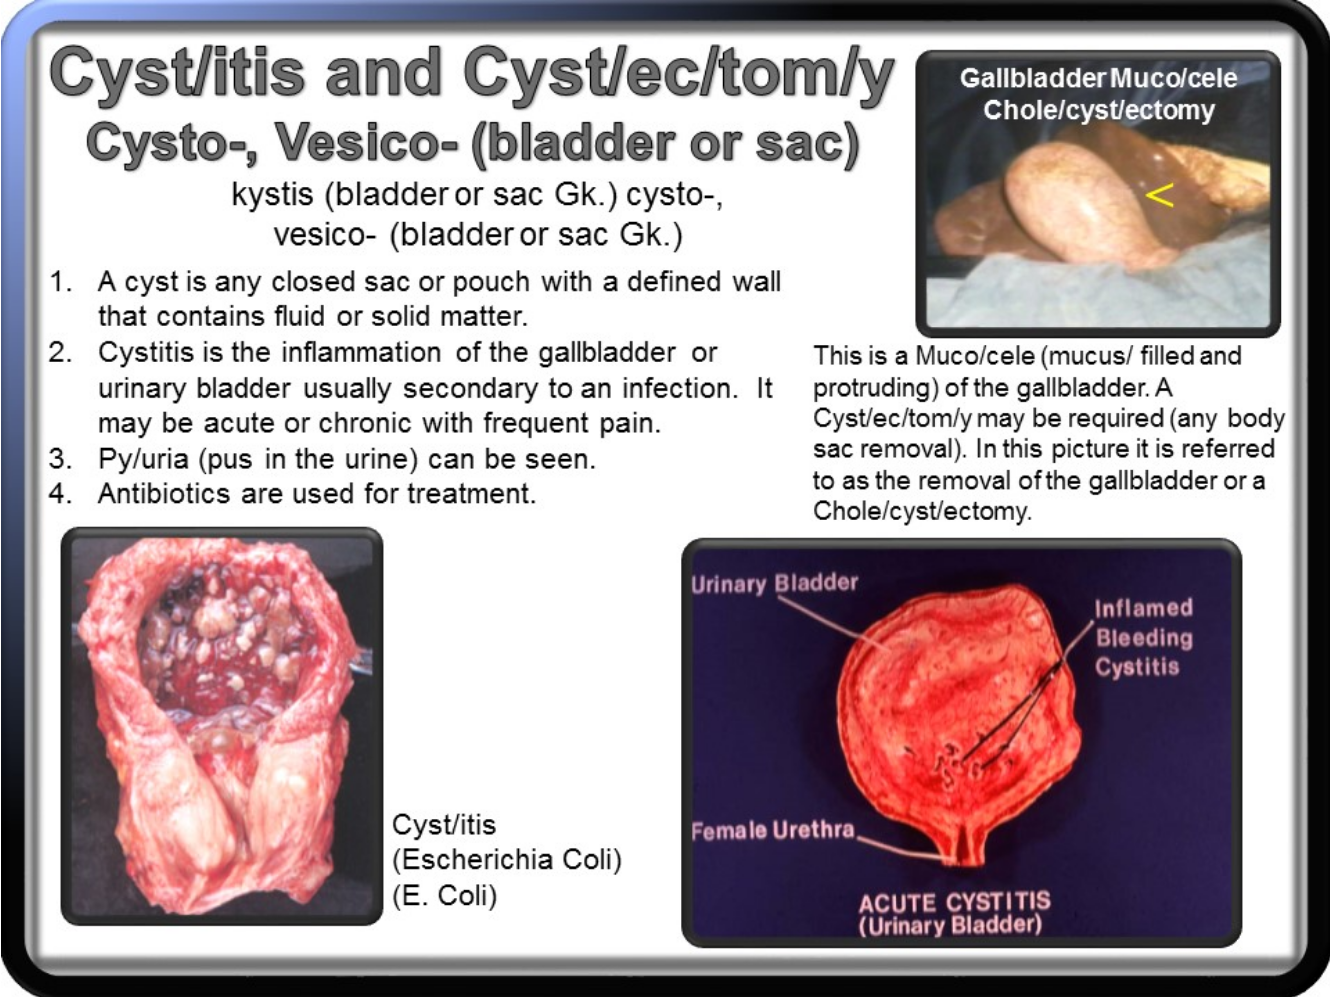 Cyst/itis and Cyst/ec/tom/y
Cysto-, Vesico- (bladder or sac)
kystis (bladder or sac Gk.) cysto-,
vesico- (bladder or sac Gk.)
1. A cyst is any closed sac or pouch with a defined wall
that contains fluid or solid matter.
2. Cystitis is the inflammation of the gallbladder or
urinary bladder usually secondary to an infection. It
may be acute or chronic with frequent pain.
3. Py/uria (pus in the urine) can be seen.
4. Antibiotics are used for treatment.
Gallbladder Muco/cele
Chole/cyst/ectomy
<
This is a Muco/cele (mucus/ filled and
protruding) of the gallbladder. A
Cyst/ec/tom/y may be required (any body
sac removal). In this picture it is referred
to as the removal of the gallbladder or a
Chole/cyst/ectomy.
Cyst/itis
(Escherichia Coli)
(E. Coli)
Urinary Bladder
Inflamed
Bleeding
Cystitis
Female Urethra
ACUTE CYSTITIS
(Urinary Bladder)